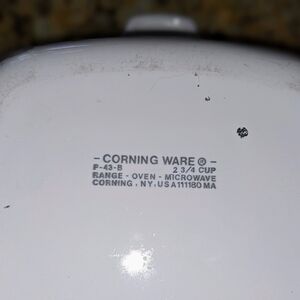 - CORNING WARE ® -
P-43-B 2 3/4 CUP
RANGE - OVEN - MICROWAVE
CORNING, NY, USA 111180 MA